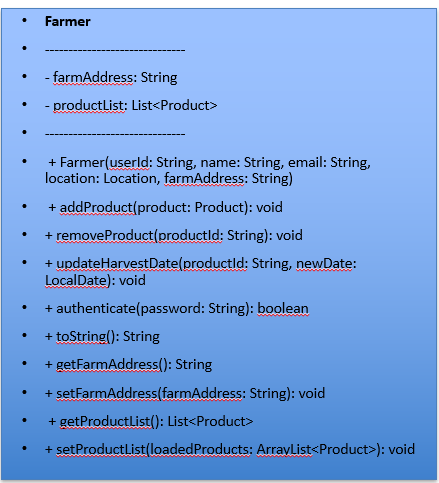 • Farmer
• ------------------------------
• - farmAddress: String
• - productList: List<Product>
• ------------------------------
• + Farmer(userId: String, name: String, email: String,
location: Location, farmAddress: String)
• + addProduct(product: Product): void
• + removeProduct(productId: String): void
• + updateHarvestDate(productId: String, newDate:
LocalDate): void
• + authenticate(password: String): boolean
• + toString(): String
• + getFarmAddress(): String
• + setFarmAddress(farmAddress: String): void
• + getProductList(): List<Product>
• + setProductList(loadedProducts: ArrayList<Product>): void